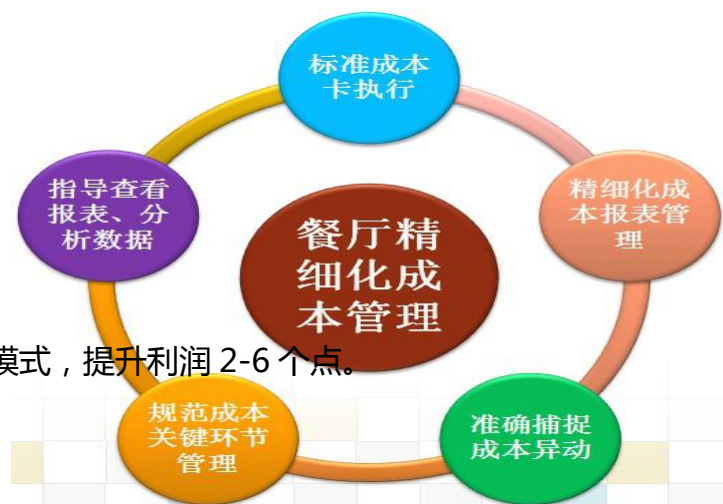 标准成本
卡执行
指导查看
报表、分
析数据
精细化成
本报表管
理
餐厅精
细化成
本管理
模式，提升利润 2-6 个点。
规范成本
关键环节
管理
准确捕捉
成本异动